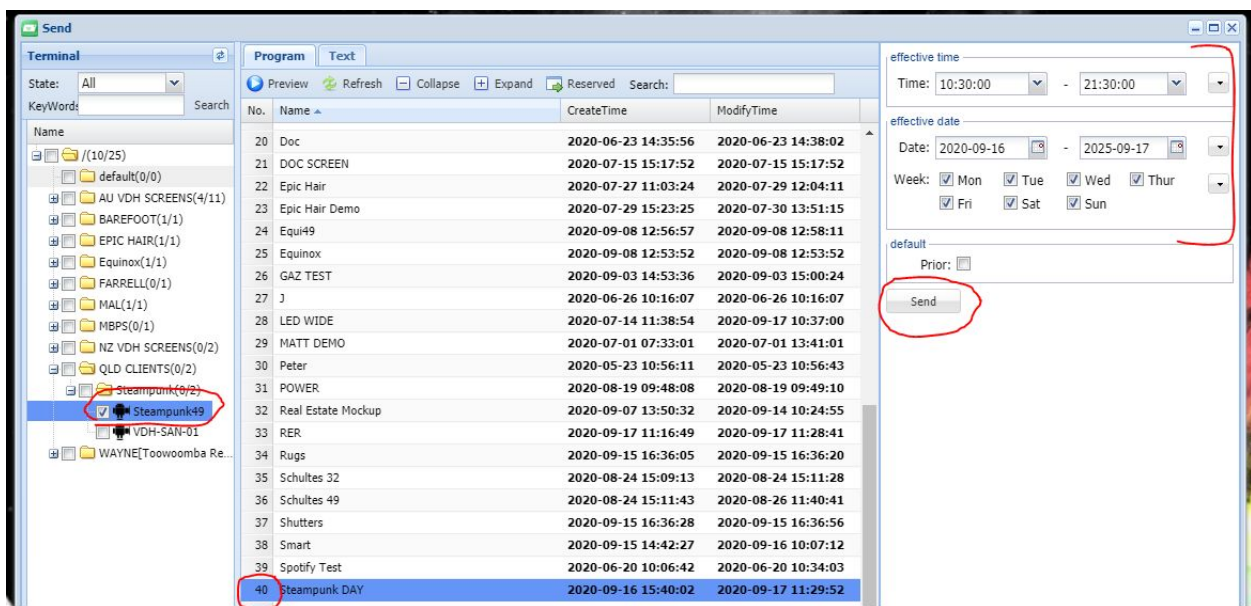 Send
Terminal
State: All
KeyWords Search
Name
/(10/25)
default(0/0)
AU VDH SCREENS(4/11)
BAREFOOT(1/1)
EPIC HAIR(1/1)
Equinox(1/1)
FARRELL(0/1)
MAL(1/1)
MBPS(0/1)
NZ VDH SCREENS(0/2)
QLD CLIENTS(0/2)
Steampunk(0/2)
Steampunk49
VDH-SAN-01
WAYNE[Toowoomba Re...
Program Text
Preview Refresh Collapse Expand Reserved Search:
No. Name CreateTime ModifyTime
20 Doc 2020-06-23 14:35:56 2020-06-23 14:38:02
21 DOC SCREEN 2020-07-15 15:17:52 2020-07-15 15:17:52
22 Epic Hair 2020-07-27 11:03:24 2020-07-29 12:04:11
23 Epic Hair Demo 2020-07-29 15:23:25 2020-07-30 13:51:15
24 Equi49 2020-09-08 12:56:57 2020-09-08 12:58:11
25 Equinox 2020-09-08 12:53:52 2020-09-08 12:53:52
26 GAZ TEST 2020-09-03 14:53:36 2020-09-03 15:00:24
27 J 2020-06-26 10:16:07 2020-06-26 10:16:07
28 LED WIDE 2020-07-14 11:38:54 2020-09-17 10:37:00
29 MATT DEMO 2020-07-01 07:33:01 2020-07-01 13:41:01
30 Peter 2020-05-23 10:56:11 2020-05-23 10:56:43
31 POWER 2020-08-19 09:48:08 2020-08-19 09:49:10
32 Real Estate Mockup 2020-09-07 13:50:32 2020-09-14 10:24:55
33 RER 2020-09-17 11:16:49 2020-09-17 11:28:41
34 Rugs 2020-09-15 16:36:05 2020-09-15 16:36:20
35 Schultes 32 2020-08-24 15:09:13 2020-08-24 15:11:28
36 Schultes 49 2020-08-24 15:11:43 2020-08-26 11:40:41
37 Shutters 2020-09-15 16:36:28 2020-09-15 16:36:56
38 Smart 2020-09-15 14:42:27 2020-09-16 10:07:12
39 Spotify Test 2020-06-20 10:06:42 2020-06-20 10:34:03
40 Steampunk DAY 2020-09-16 15:40:02 2020-09-17 11:29:52
effective time
Time: 10:30:00 - 21:30:00
effective date
Date: 2020-09-16 - 2025-09-17
Week: Mon Tue Wed Thur
Fri Sat Sun
default
Prior:
Send